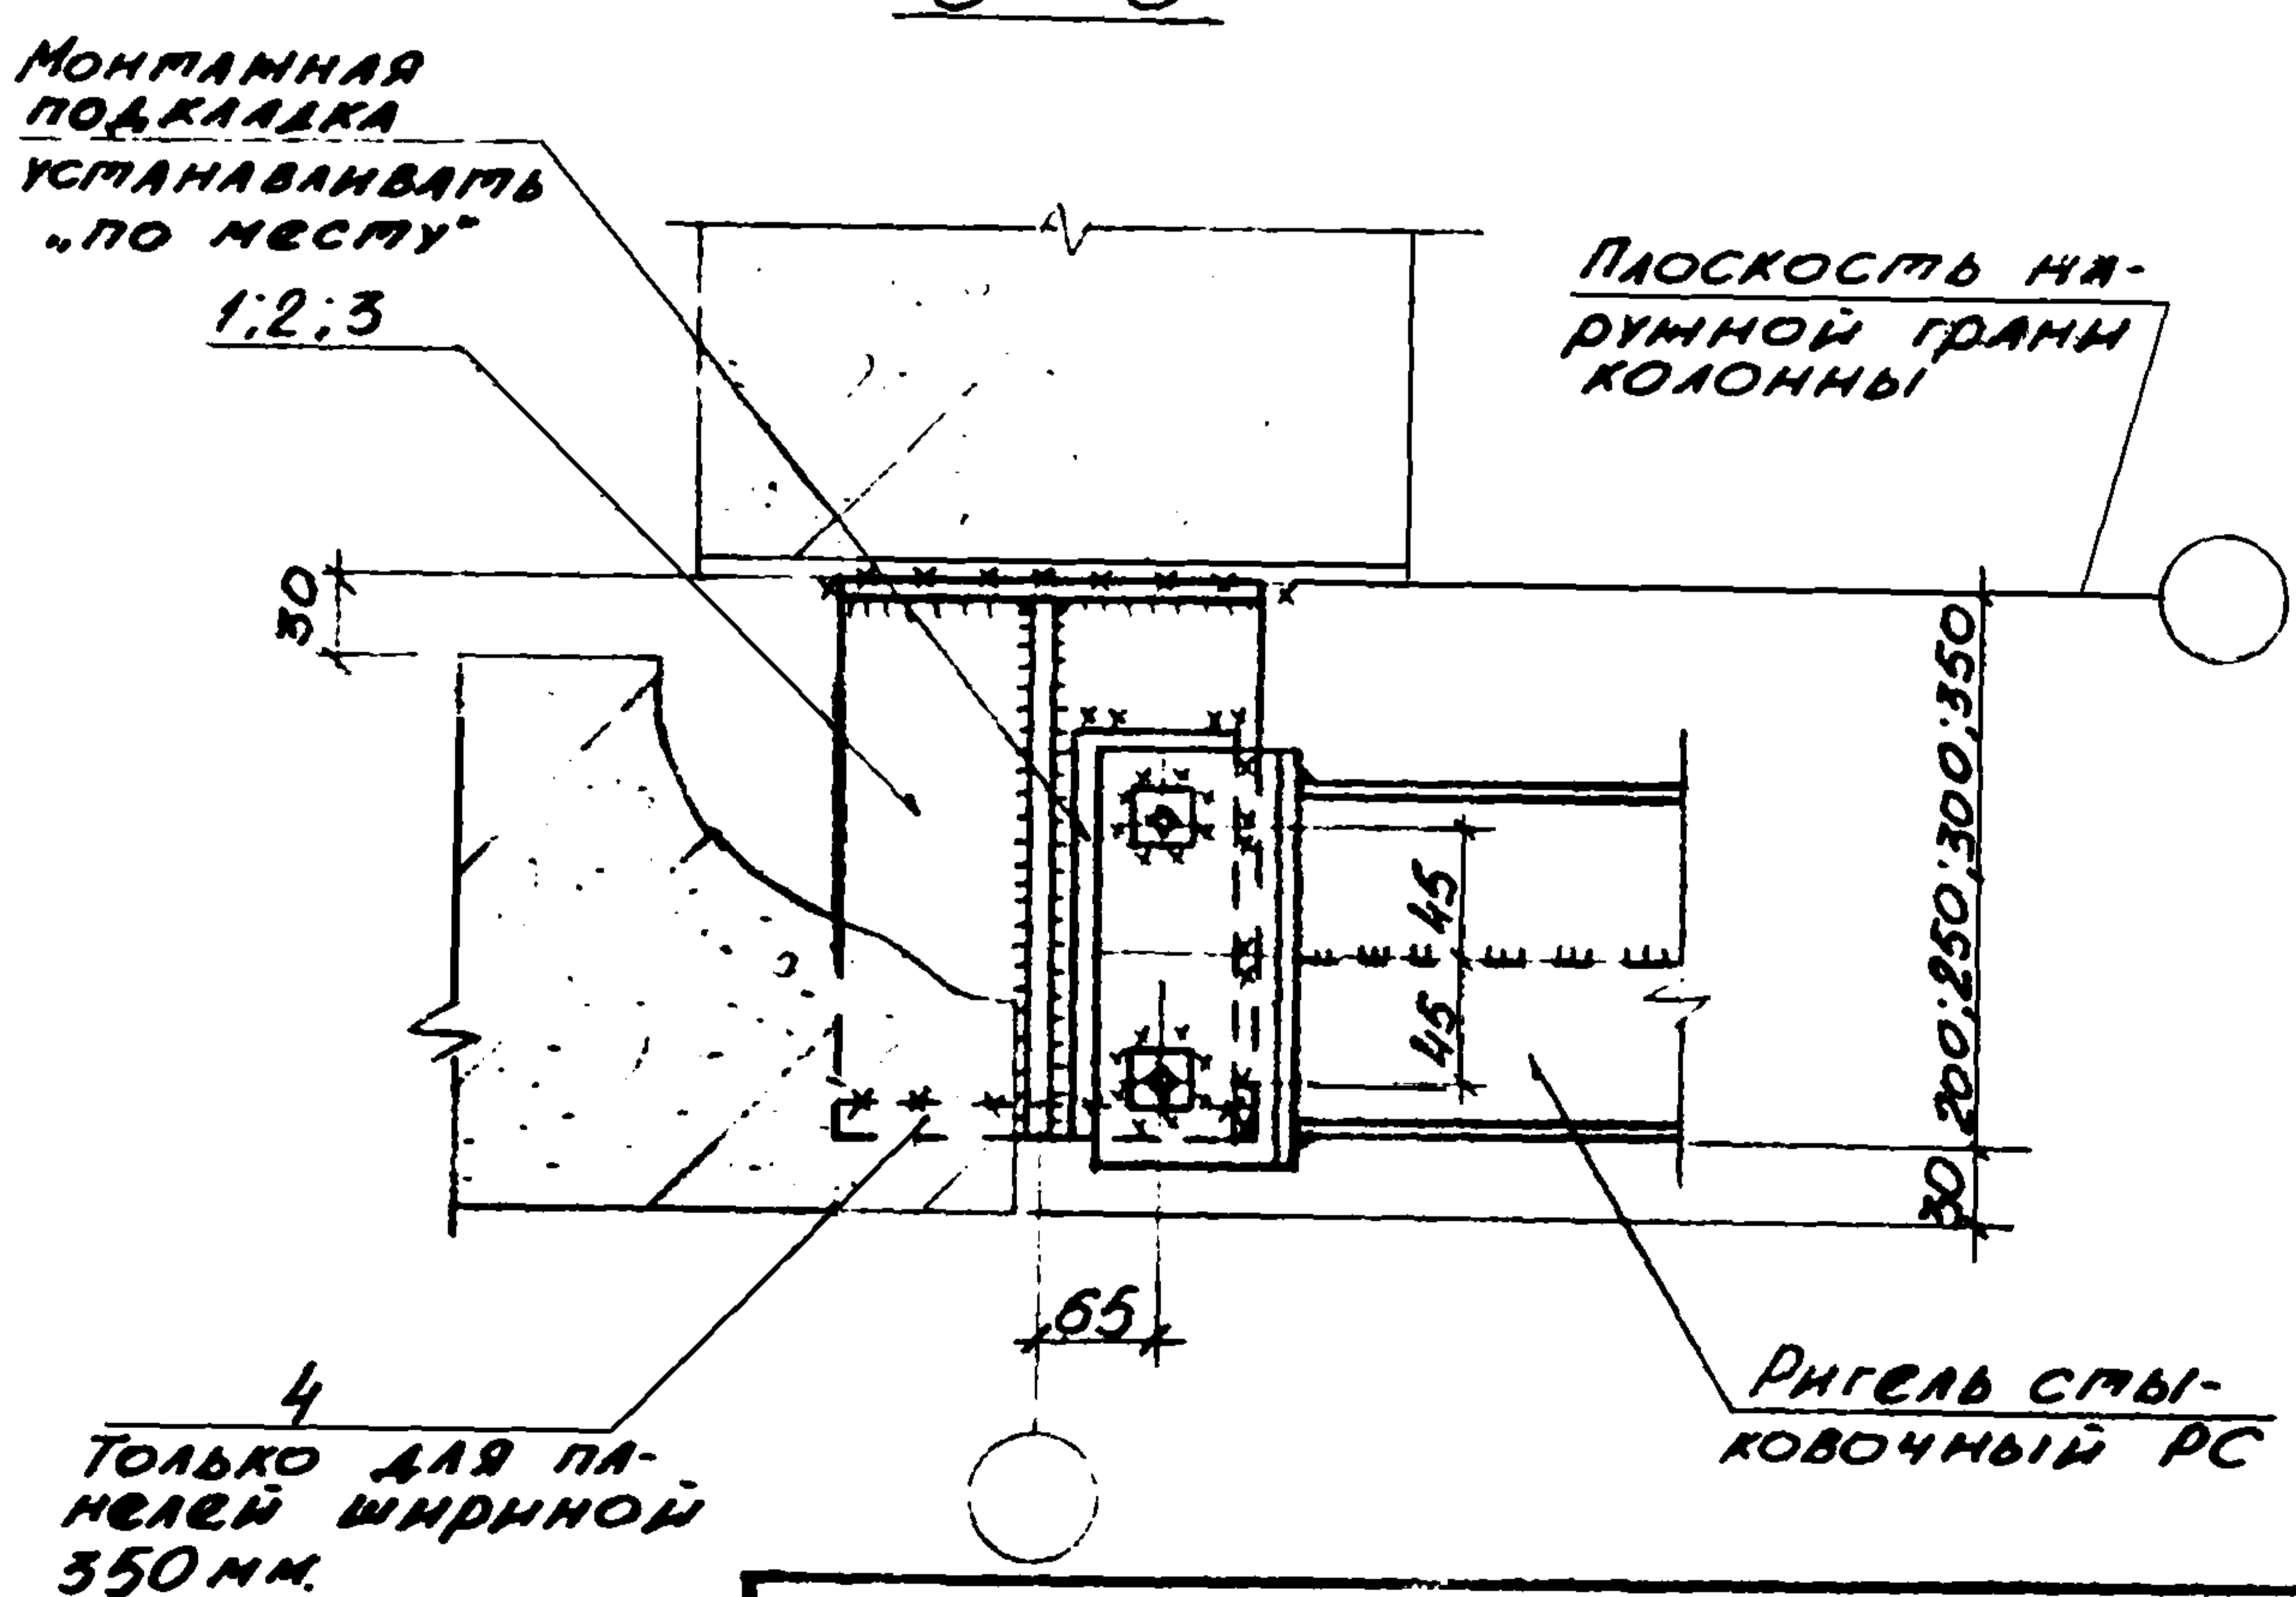 Монтажная
подкладка
устанавливать
„по месту“
1;2;3
Плоскость на-
ружной грани
колонны
30
200;250;300;350
45
45
30
65
4
Только для па-
нелей шириной
350 мм.
Ригель сты-
ковочный РС